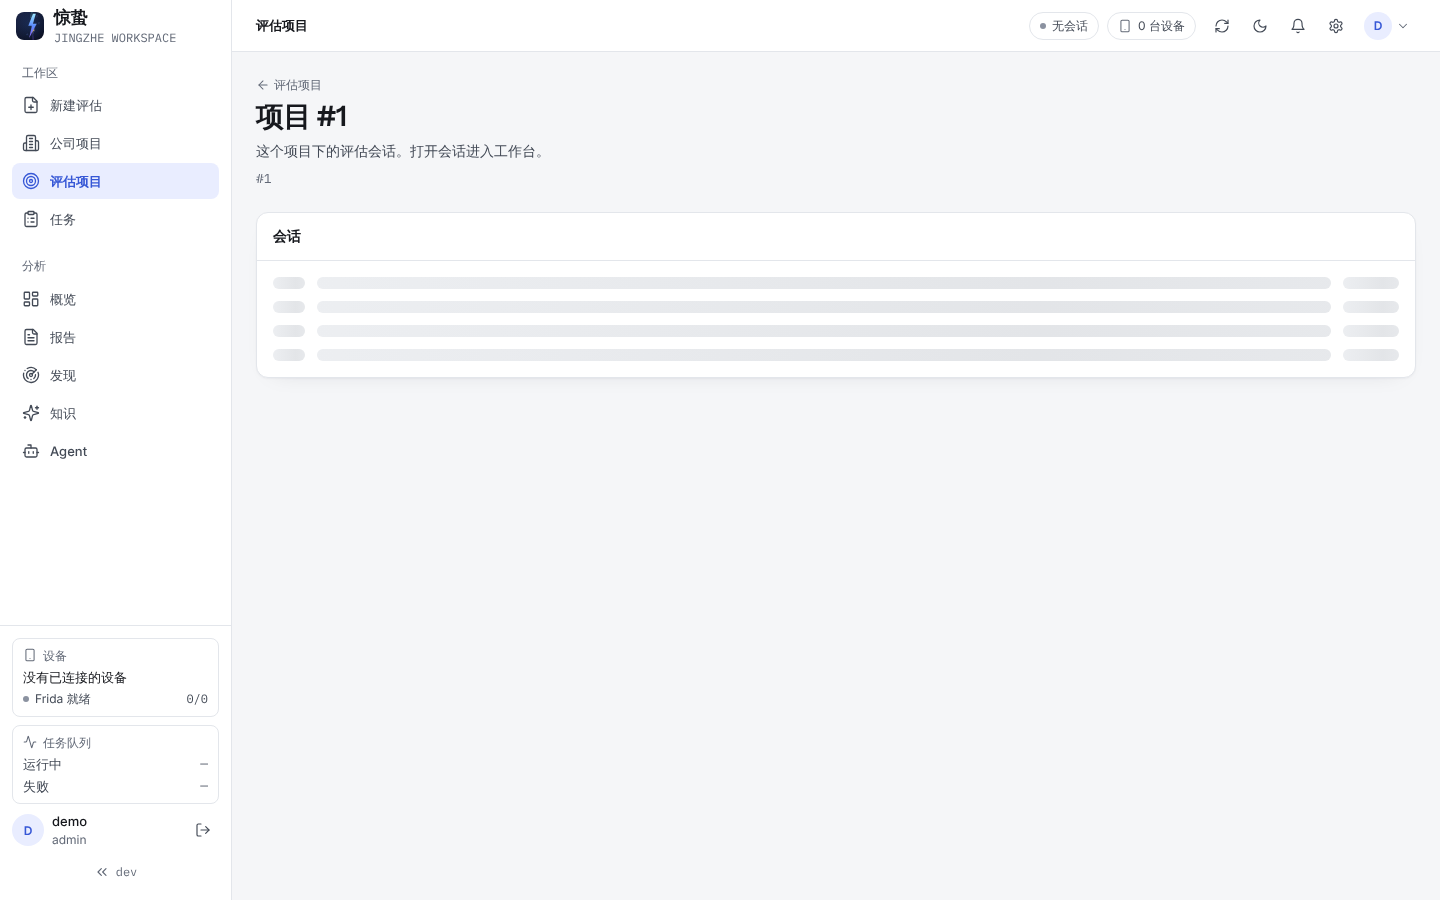 惊蛰
JINGZHE WORKSPACE
工作区
新建评估
公司项目
评估项目
任务
分析
概览
报告
发现
知识
Agent
设备
没有已连接的设备
Frida 就绪 0/0
任务队列
运行中 —
失败 —
D
demo
admin
dev
评估项目
无会话
0 台设备
D
评估项目
项目 #1
这个项目下的评估会话。打开会话进入工作台。
#1
会话